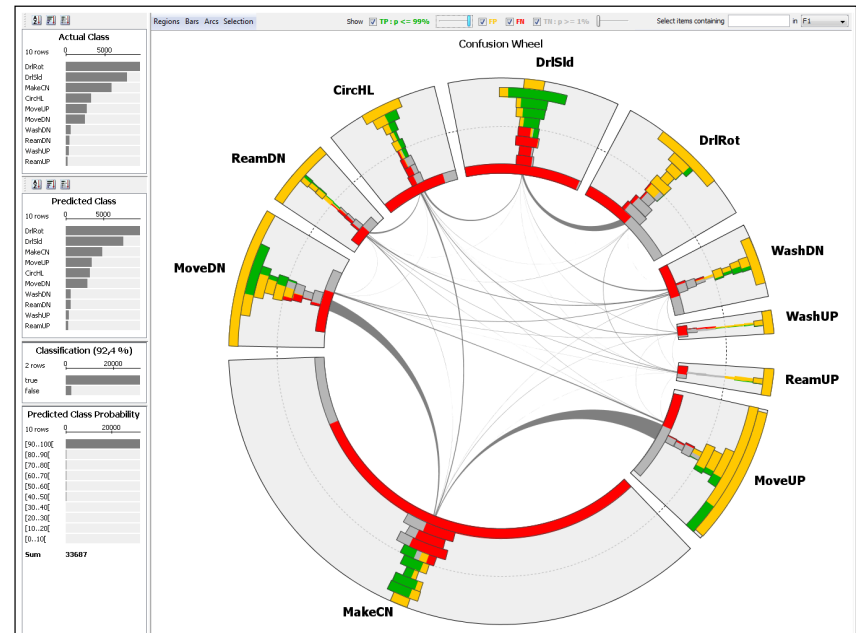 Regions Bars Arcs Selection Show TP : p <= 99% FP FN TN : p >= 1% Select items containing in F1
Actual Class
10 rows 0 5000
DrlRot
DrlSld
MakeCN
CircHL
MoveUP
MoveDN
WashDN
ReamDN
WashUP
ReamUP
Predicted Class
10 rows 0 5000
DrlRot
DrlSld
MakeCN
MoveUP
CircHL
MoveDN
WashDN
ReamDN
WashUP
ReamUP
Classification (92,4 %)
2 rows 0 20000
true
false
Predicted Class Probability
10 rows 0 20000
[90..100[
[80..90[
[70..80[
[60..70[
[50..60[
[40..50[
[30..40[
[20..30[
[10..20[
[0..10[
Sum 33687
Confusion Wheel
DrlSld
CircHL
DrlRot
ReamDN
WashDN
MoveDN
WashUP
ReamUP
MoveUP
MakeCN